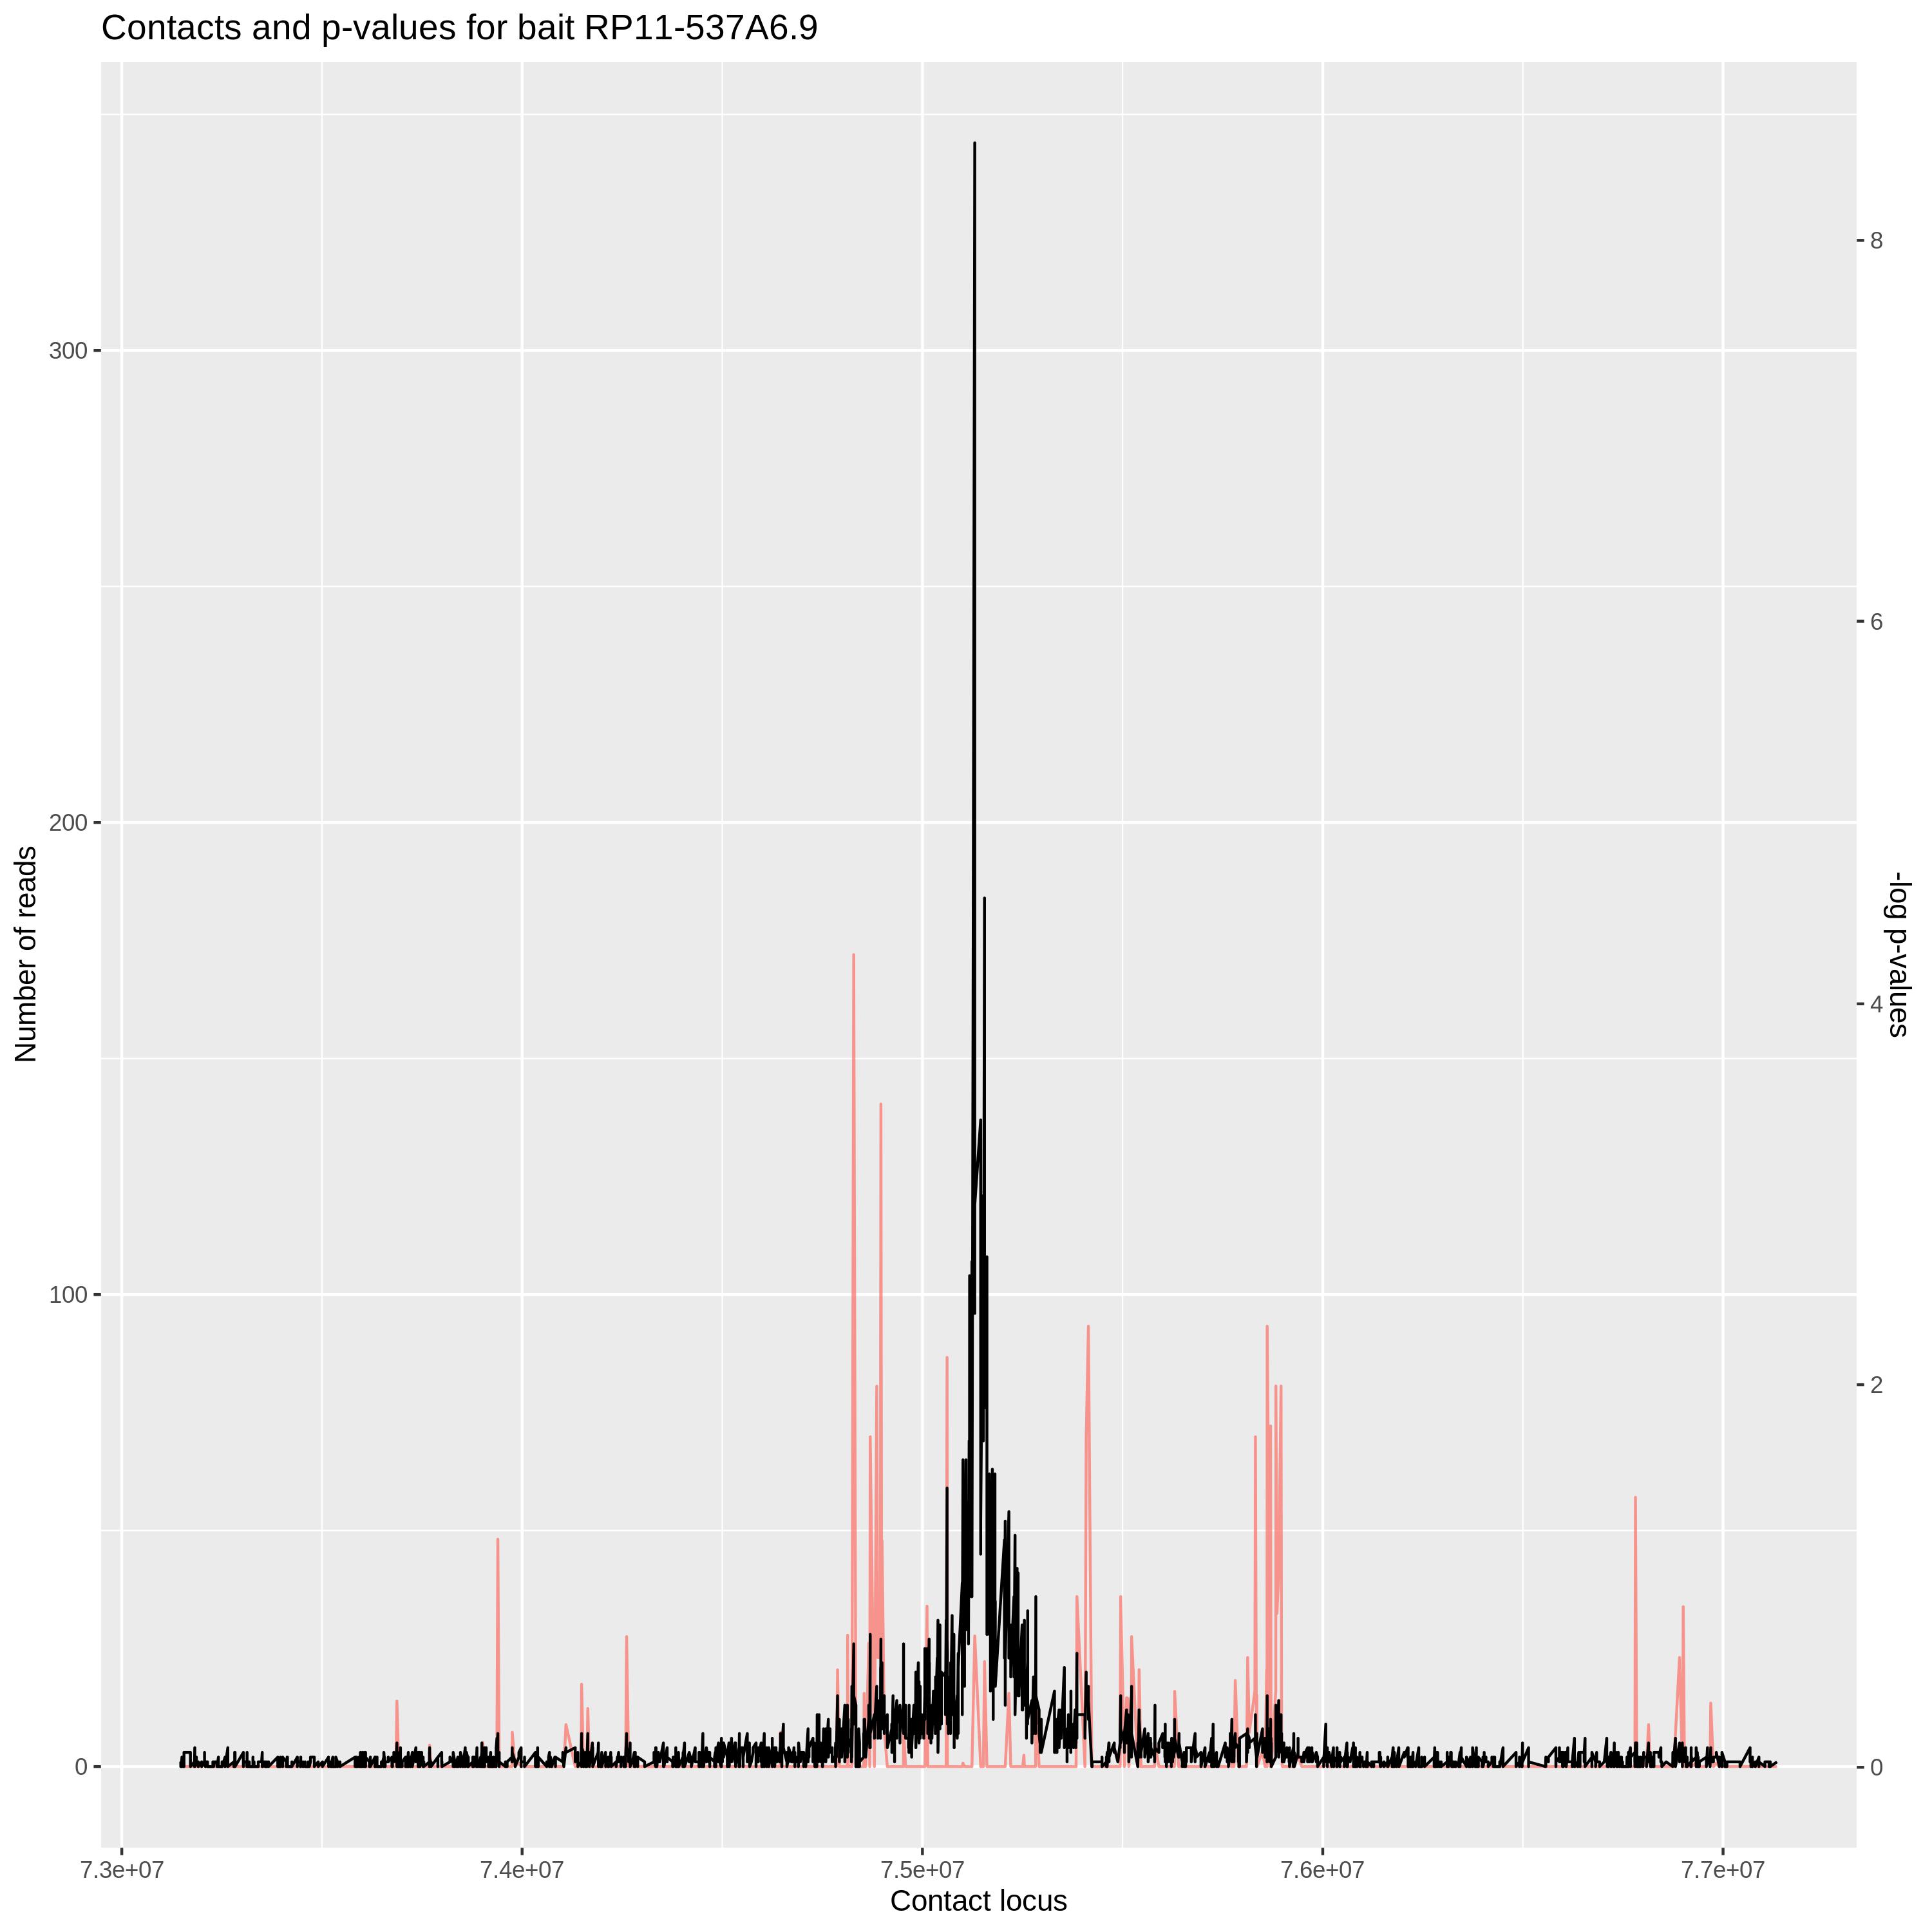 Contacts and p-values for bait RP11-537A6.9
Number of reads
300
200
100
0
8
6
4
2
0
-log p-values
7.3e+07
7.4e+07
7.5e+07
7.6e+07
7.7e+07
Contact locus